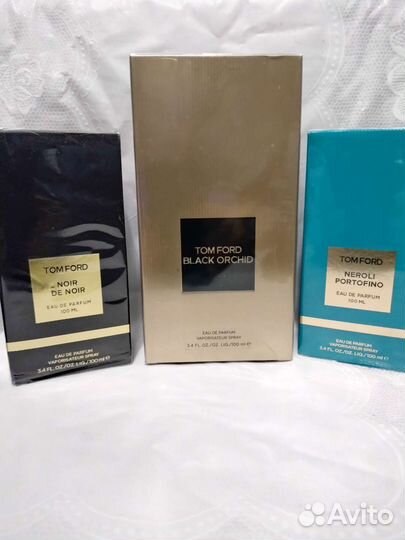 TOM FORD
NOIR
DE NOIR
EAU DE PARFUM
100 ML
EAU DE PARFUM
VAPORISATEUR SPRAY
3.4 FL.OZ./OZ. LIQ./100 ml ℮
TOM FORD
BLACK ORCHID
EAU DE PARFUM
VAPORISATEUR SPRAY
3.4 FL. OZ./OZ. LIQ./100 ml ℮
TOM FORD
NEROLI
PORTOFINO
EAU DE PARFUM
100 ML
EAU DE PARFUM
VAPORISATEUR SPRAY
3.4 FL.OZ./OZ. LIQ./100 ml ℮
Avito